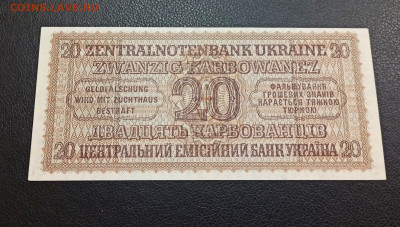 COINS.LAVE.RU
20 ZENTRALNOTENBANK UKRAINE 20
ZWANZIG KARBOWANEZ
GELDFÄLSCHUNG
WIRD MIT ZUCHTHAUS
BESTRAFT
20
ФАЛЬШУВАННЯ
ГРОШЕВИХ ЗНАКІВ
КАРАЄТЬСЯ ТЯЖКОЮ
ТЮРМОЮ
ДВАДЦЯТЬ КАРБОВАНЦІВ
20 ЦЕНТРАЛЬНИЙ ЕМІСІЙНИЙ БАНК УКРАЇНА 20